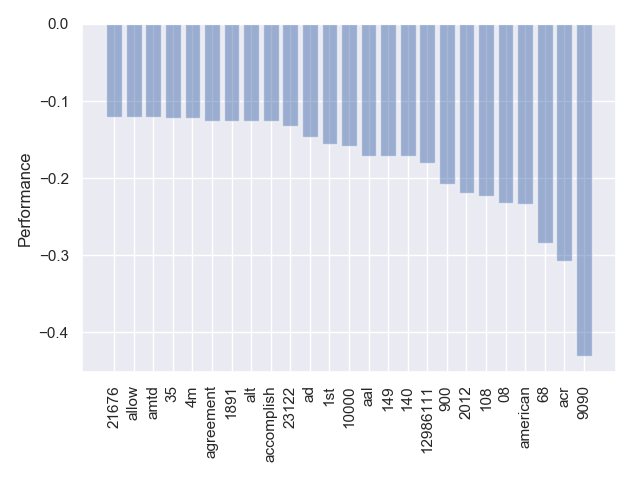 0.0
−0.1
−0.2
−0.3
−0.4
Performance
21676
allow
amtd
35
4m
agreement
1891
alt
accomplish
23122
ad
1st
10000
aal
149
140
12986111
900
2012
108
08
american
68
acr
9090